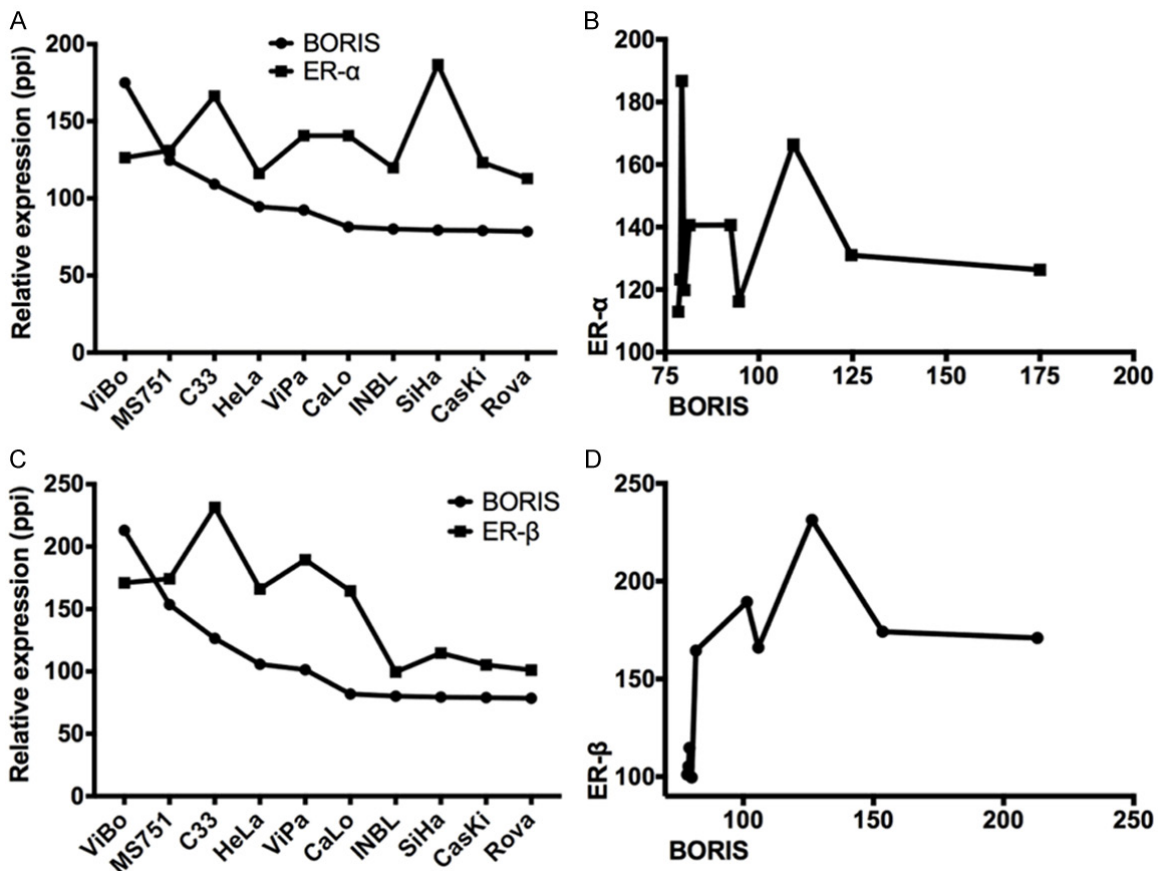 A
Relative expression (ppi)
200
150
100
50
0
BORIS
ER-α
ViBo
MS751
C33
HeLa
ViPa
CaLo
INBL
SiHa
CasKi
Rova
B
ER-α
200
180
160
140
120
100
75
100
125
150
175
200
BORIS
C
Relative expression (ppi)
250
200
150
100
50
0
BORIS
ER-β
ViBo
MS751
C33
HeLa
ViPa
CaLo
INBL
SiHa
CasKi
Rova
D
ER-β
250
200
150
100
100
150
200
250
BORIS